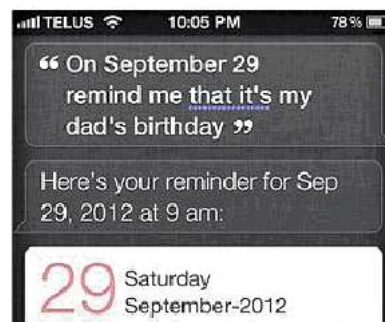 TELUS 10:05 PM 78%
“ On September 29
remind me that it's my
dad's birthday ”
Here's your reminder for Sep
29, 2012 at 9 am:
29 Saturday
September-2012